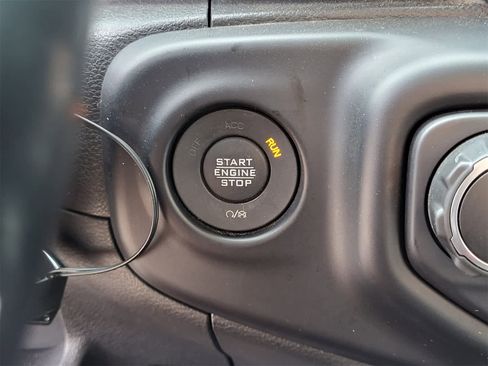 OFF
ACC
RUN
START
ENGINE
STOP